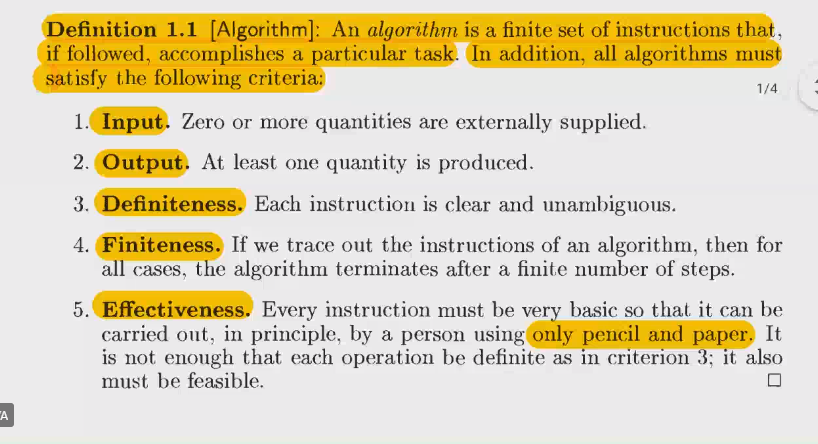 Definition 1.1 [Algorithm]: An algorithm is a finite set of instructions that,
if followed, accomplishes a particular task. In addition, all algorithms must
satisfy the following criteria:
1/4
1. Input. Zero or more quantities are externally supplied.
2. Output. At least one quantity is produced.
3. Definiteness. Each instruction is clear and unambiguous.
4. Finiteness. If we trace out the instructions of an algorithm, then for
all cases, the algorithm terminates after a finite number of steps.
5. Effectiveness. Every instruction must be very basic so that it can be
carried out, in principle, by a person using only pencil and paper. It
is not enough that each operation be definite as in criterion 3; it also
must be feasible. □